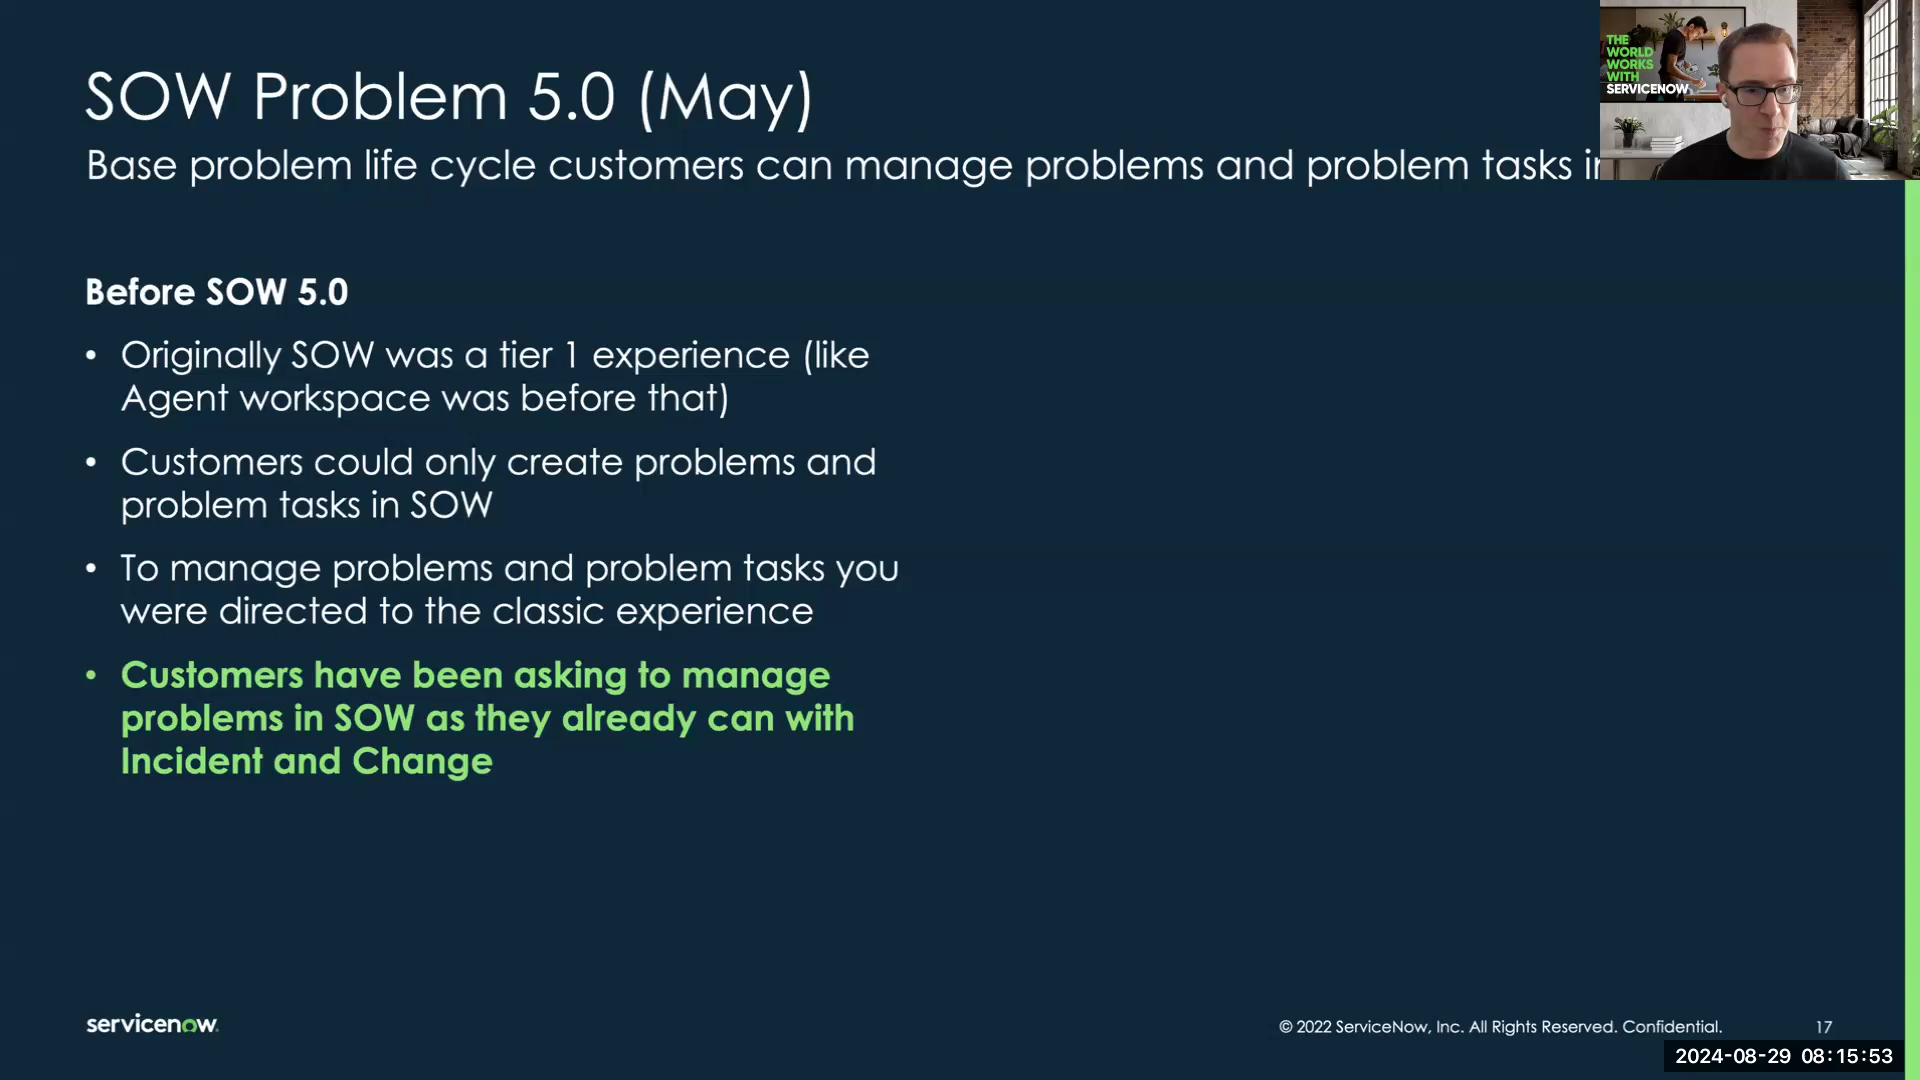 SOW Problem 5.0 (May)
Base problem life cycle customers can manage problems and problem tasks
THE
WORLD
WORKS
WITH
SERVICENOW
Before SOW 5.0
• Originally SOW was a tier 1 experience (like
Agent workspace was before that)
• Customers could only create problems and
problem tasks in SOW
• To manage problems and problem tasks you
were directed to the classic experience
• Customers have been asking to manage
problems in SOW as they already can with
Incident and Change
servicenow
© 2022 ServiceNow, Inc. All Rights Reserved. Confidential.
17
2024-08-29 08:15:53